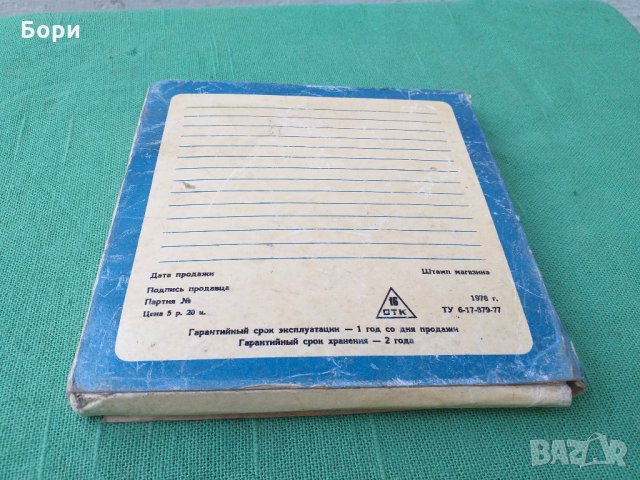 Бори
Дата продажи
Штамп магазина
Подпись продавца
Партия №
Цена 5 р. 20 к.
16
ОТК
1978 г.
ТУ 6-17-879-77
Гарантийный срок эксплуатации — 1 год со дня продажи
Гарантийный срок хранения — 2 года
BAZAR